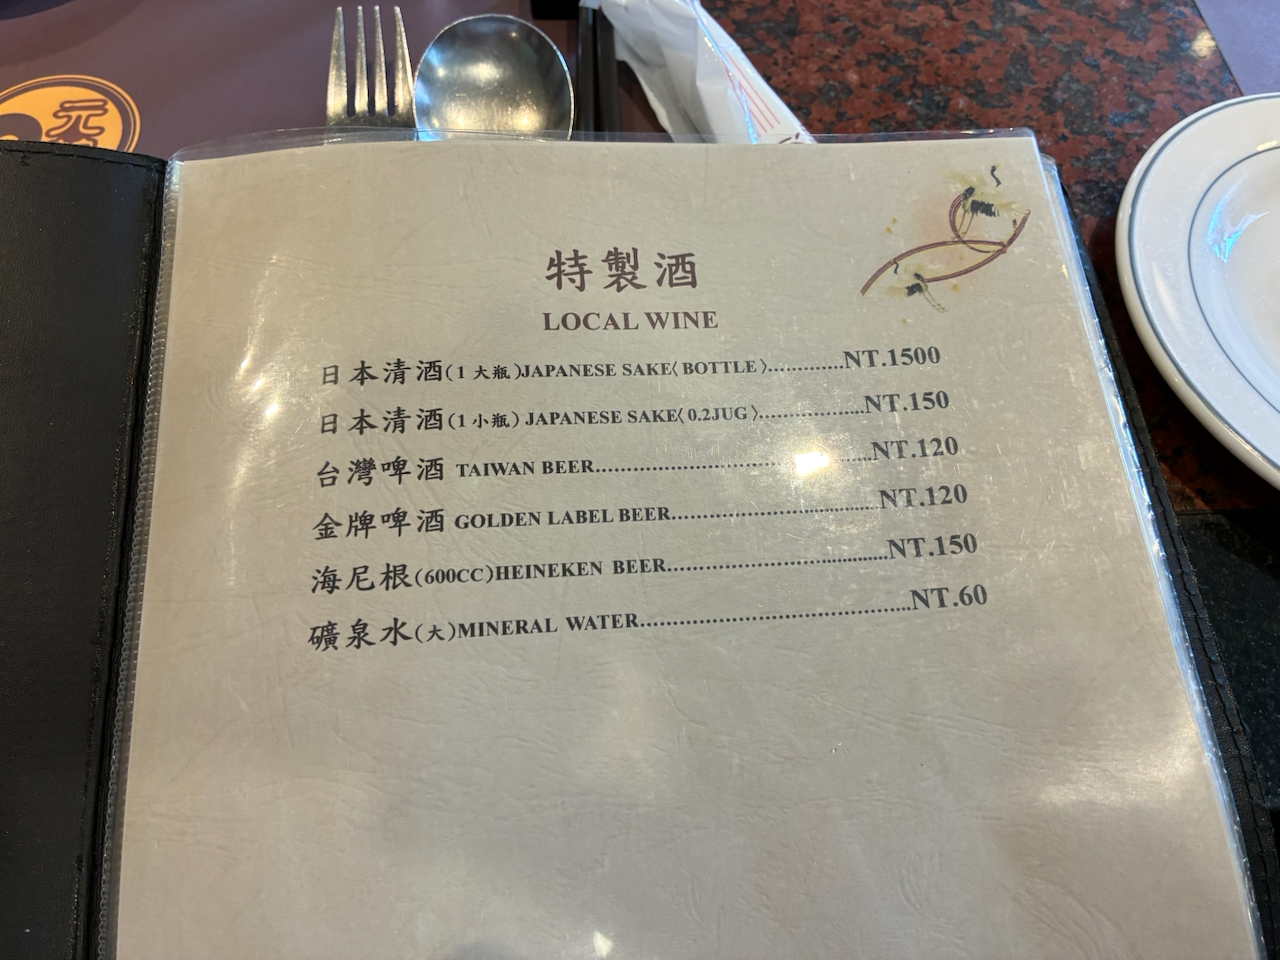 元
特製酒
LOCAL WINE
日本清酒(1 大瓶)JAPANESE SAKE〈BOTTLE〉............NT.1500
日本清酒(1 小瓶) JAPANESE SAKE〈0.2JUG〉................NT.150
台灣啤酒 TAIWAN BEER..........................................NT.120
金牌啤酒 GOLDEN LABEL BEER................................NT.120
海尼根(600CC)HEINEKEN BEER..................................NT.150
礦泉水(大)MINERAL WATER..........................................NT.60